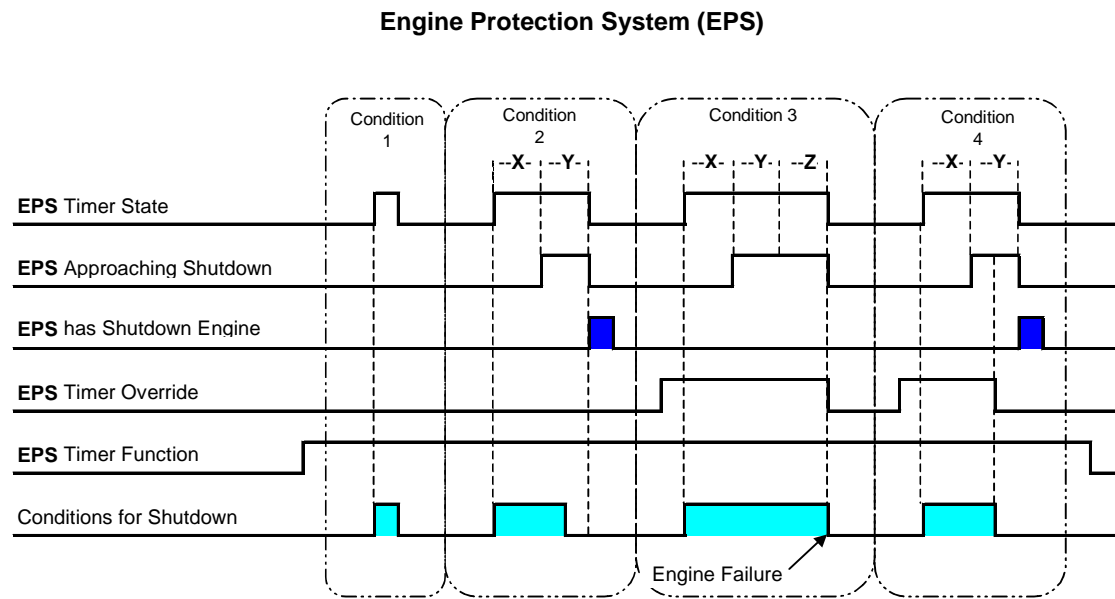 Engine Protection System (EPS)
Condition
1
Condition
2
Condition 3
Condition
4
--X-
--Y-
--X-
--Y-
--Z
--X-
--Y-
EPS Timer State
EPS Approaching Shutdown
EPS has Shutdown Engine
EPS Timer Override
EPS Timer Function
Conditions for Shutdown
Engine Failure